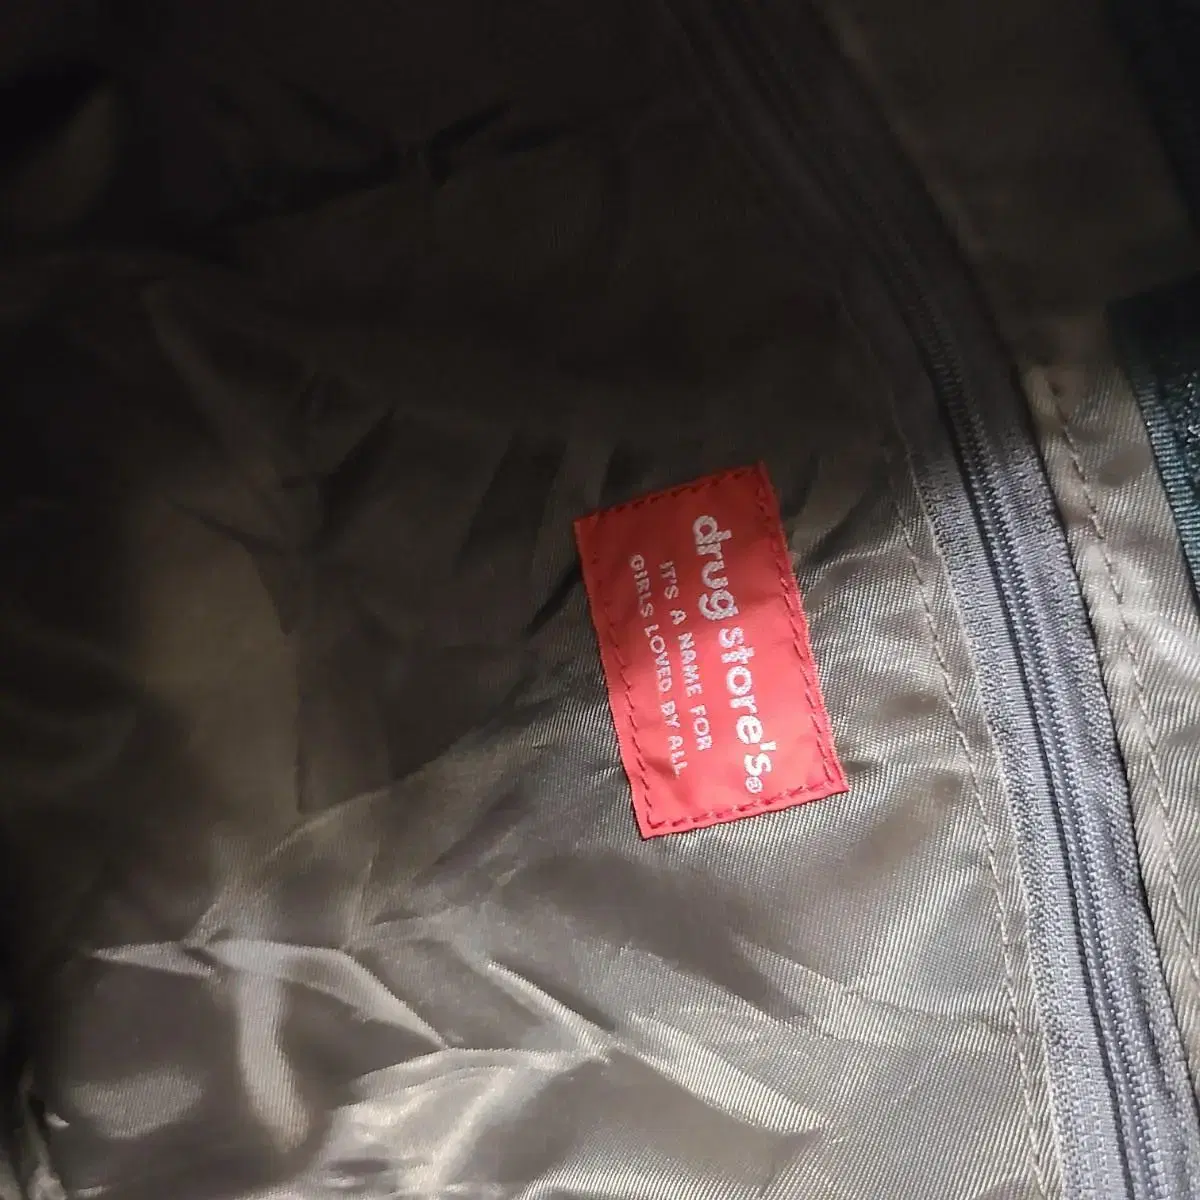 drug store's®
IT'S A NAME FOR
GIRLS LOVED BY ALL